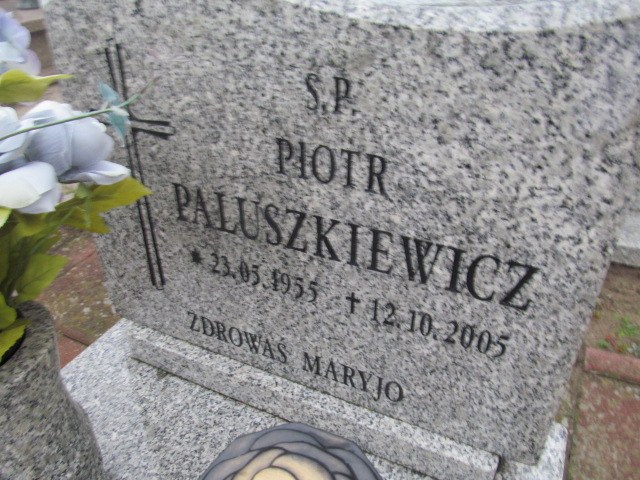 Ś.P.
PIOTR
PALUSZKIEWICZ
* 23.05.1955 † 12.10.2005
ZDROWAŚ MARYJO